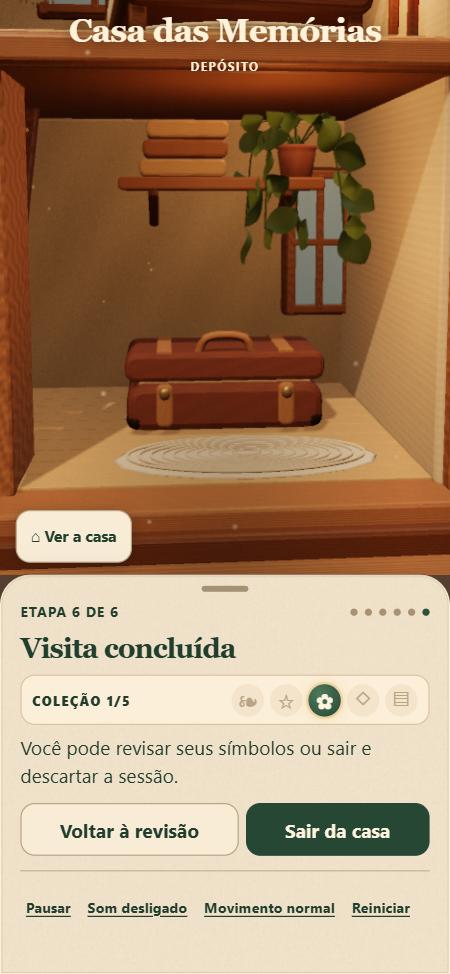 Casa das Memórias
DEPÓSITO
⌂ Ver a casa
ETAPA 6 DE 6
Visita concluída
COLEÇÃO 1/5
Você pode revisar seus símbolos ou sair e
descartar a sessão.
Voltar à revisão
Sair da casa
Pausar Som desligado Movimento normal Reiniciar